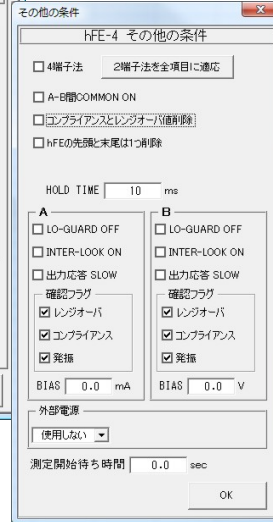 その他の条件
hFE-4 その他の条件
4端子法 2端子法を全項目に適応
A-B間COMMON ON
コンプライアンスとレンジオーバ値削除
hFEの先頭と末尾は1つ削除
HOLD TIME 10 ms
A
LO-GUARD OFF
INTER-LOOK ON
出力応答 SLOW
確認フラグ
レンジオーバ
コンプライアンス
発振
BIAS 0.0 mA
B
LO-GUARD OFF
INTER-LOOK ON
出力応答 SLOW
確認フラグ
レンジオーバ
コンプライアンス
発振
BIAS 0.0 V
外部電源
使用しない
測定開始待ち時間 0.0 sec
OK